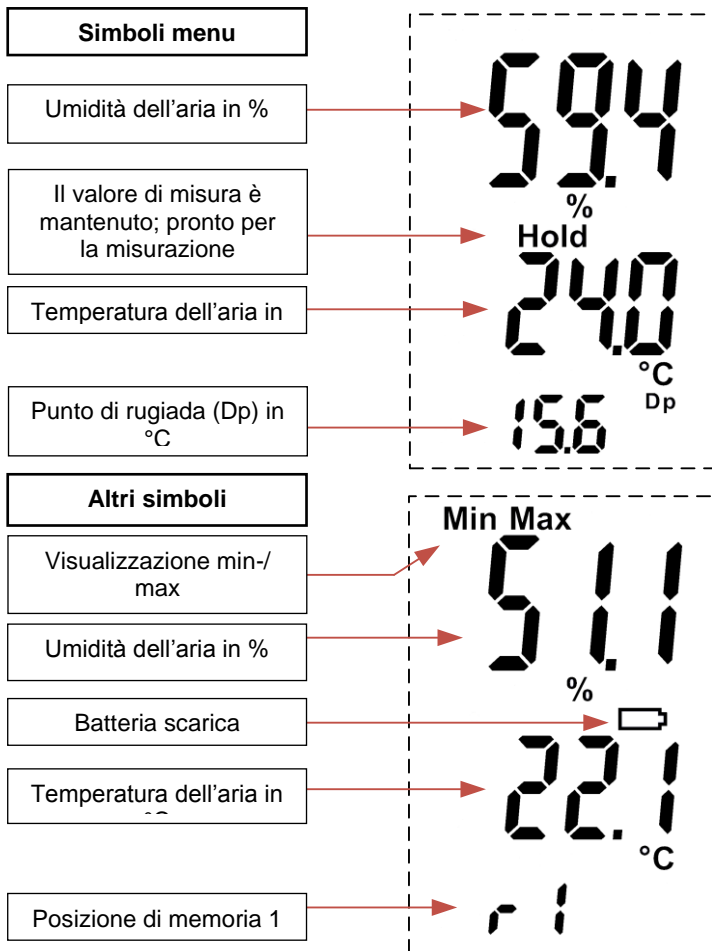 Simboli menu
Umidità dell'aria in %
59.4
%
Il valore di misura è
mantenuto; pronto per
la misurazione
Hold
Temperatura dell'aria in
24.0
°C
Punto di rugiada (Dp) in
°C
Dp
15.6
Altri simboli
Min Max
Visualizzazione min-/
max
Umidità dell'aria in %
51.1
%
Batteria scarica
Temperatura dell'aria in
22.1
°C
Posizione di memoria 1
r1